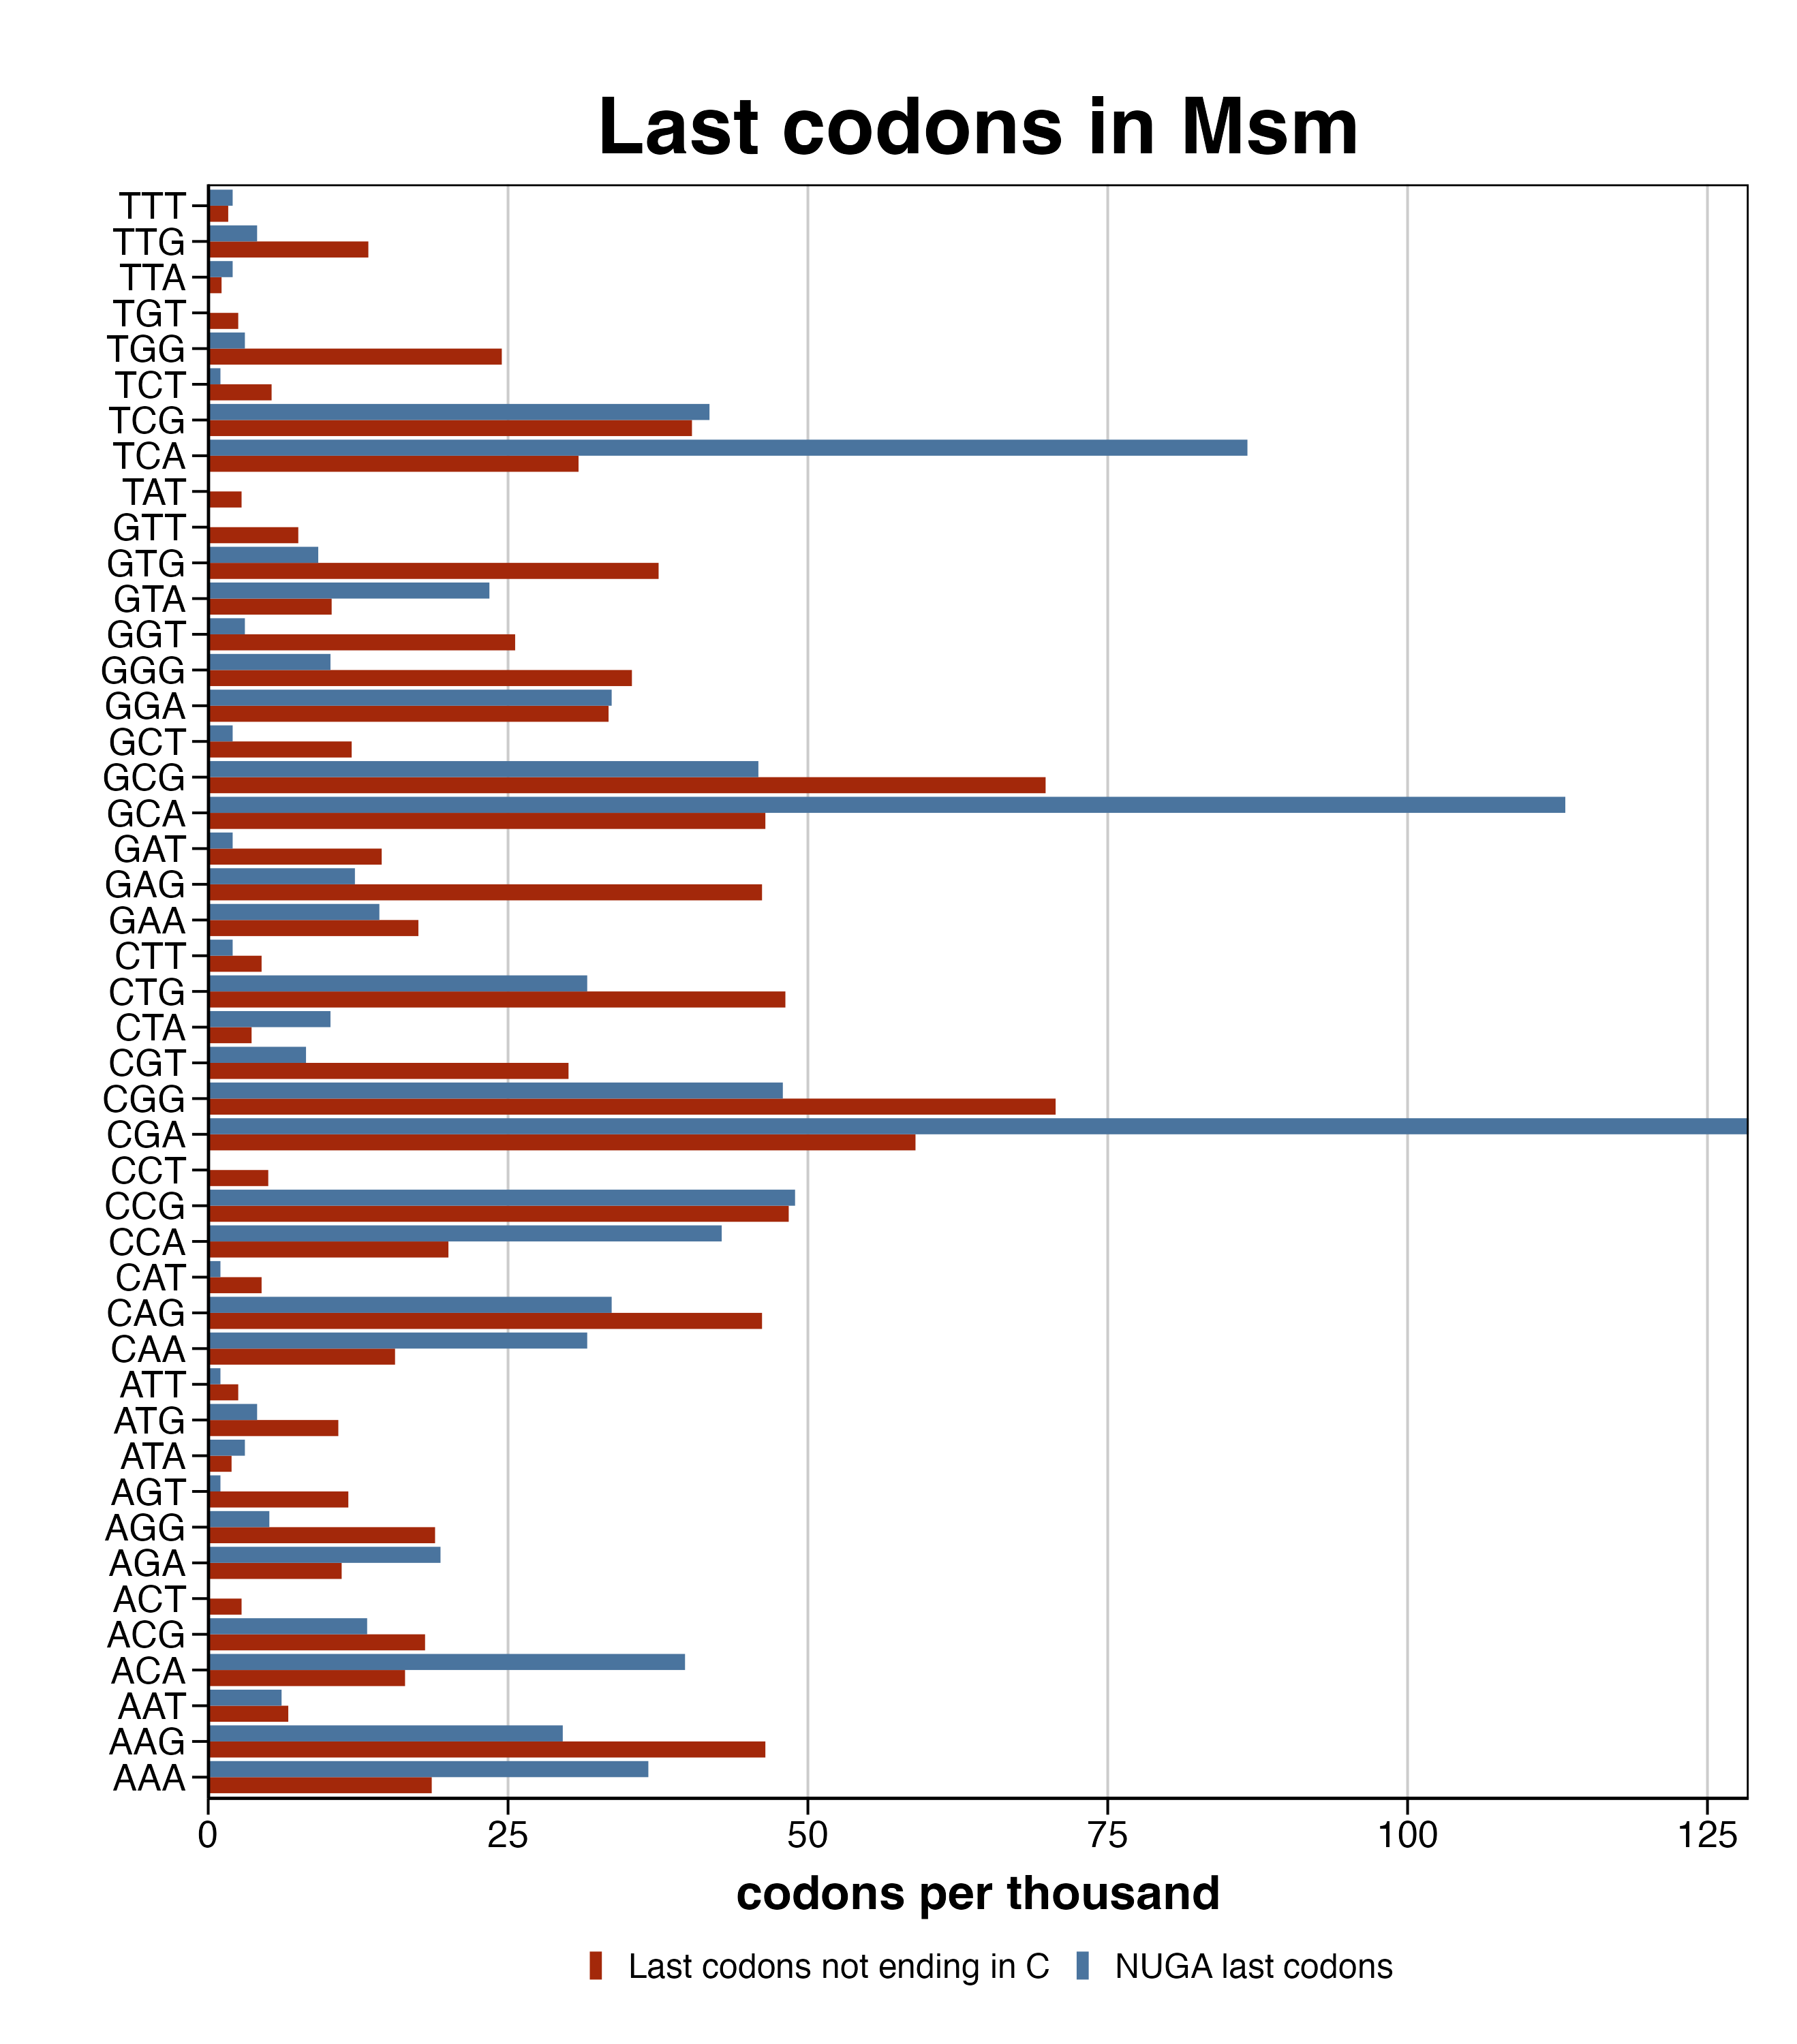 Last codons in Msm
TTT
TTG
TTA
TGT
TGG
TCT
TCG
TCA
TAT
GTT
GTG
GTA
GGT
GGG
GGA
GCT
GCG
GCA
GAT
GAG
GAA
CTT
CTG
CTA
CGT
CGG
CGA
CCT
CCG
CCA
CAT
CAG
CAA
ATT
ATG
ATA
AGT
AGG
AGA
ACT
ACG
ACA
AAT
AAG
AAA
0 25 50 75 100 125
codons per thousand
Last codons not ending in C NUGA last codons